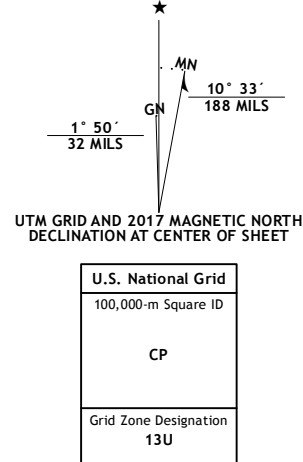 ★
MN
GN
1° 50´
32 MILS
10° 33´
188 MILS
UTM GRID AND 2017 MAGNETIC NORTH
DECLINATION AT CENTER OF SHEET
U.S. National Grid
100,000-m Square ID
CP
Grid Zone Designation
13U